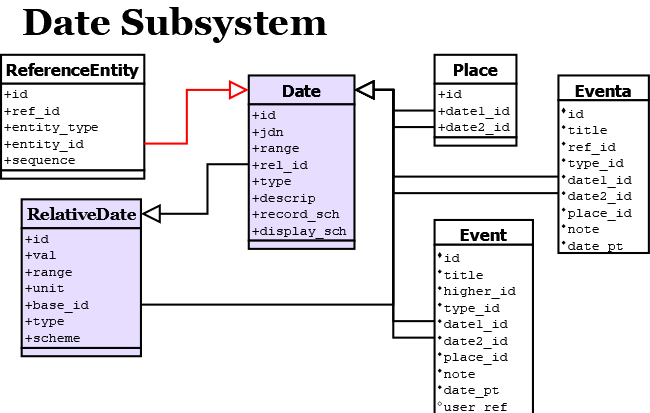 Date Subsystem
ReferenceEntity
+id
+ref_id
+entity_type
+entity_id
+sequence
Date
+id
+jdn
+range
+rel_id
+type
+descrip
+record_sch
+display_sch
Place
+id
+date1_id
+date2_id
Eventa
id
title
ref_id
type_id
date1_id
date2_id
place_id
note
date_pt
RelativeDate
+id
+val
+range
+unit
+base_id
+type
+scheme
Event
id
title
higher_id
type_id
date1_id
date2_id
place_id
note
date_pt
user_ref